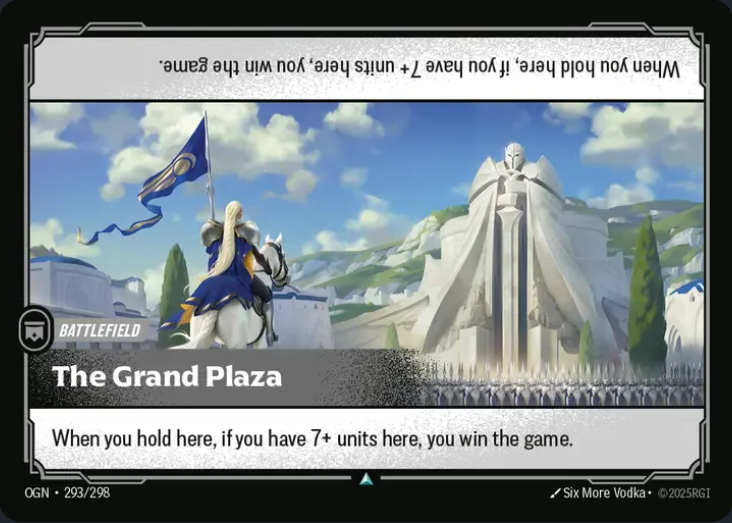 When you hold here, if you have 7+ units here, you win the game.
BATTLEFIELD
The Grand Plaza
When you hold here, if you have 7+ units here, you win the game.
OGN • 293/298
Six More Vodka • ©2025RGI